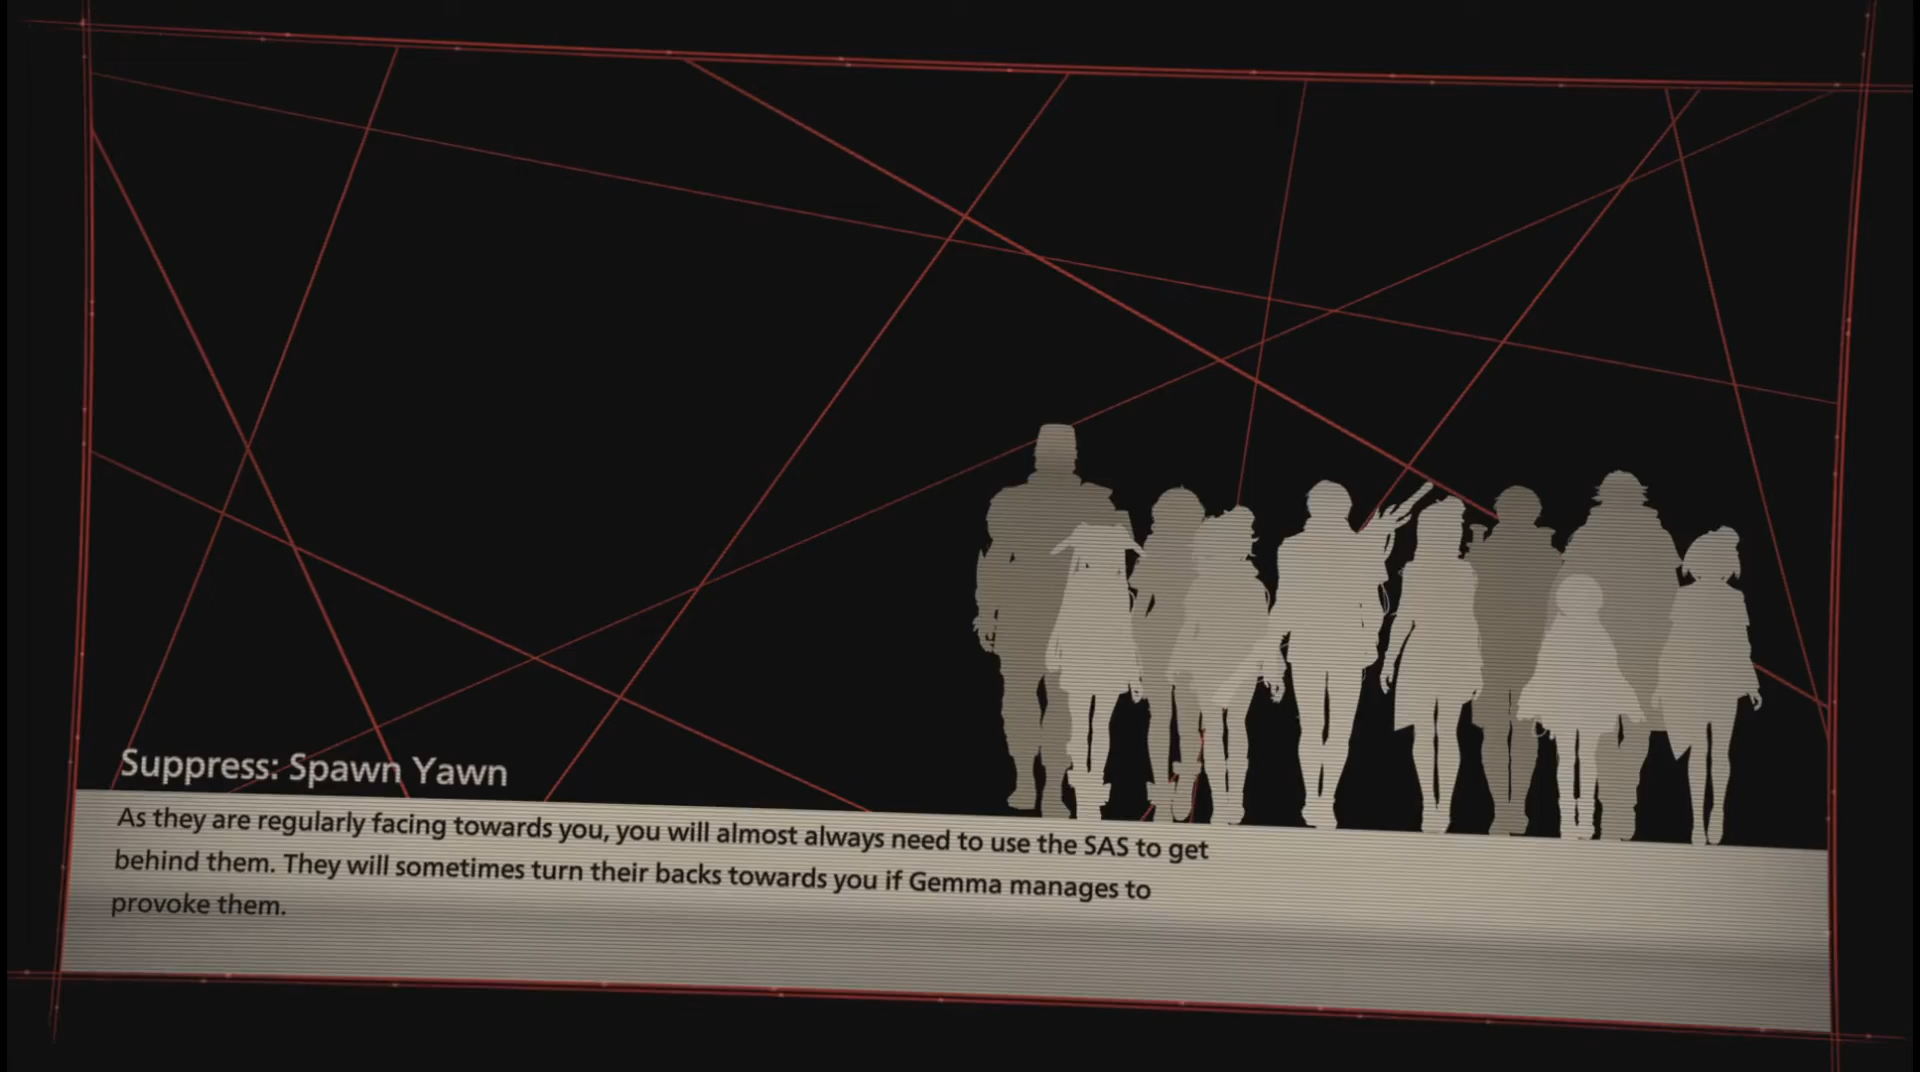 Suppress: Spawn Yawn
As they are regularly facing towards you, you will almost always need to use the SAS to get
behind them. They will sometimes turn their backs towards you if Gemma manages to
provoke them.